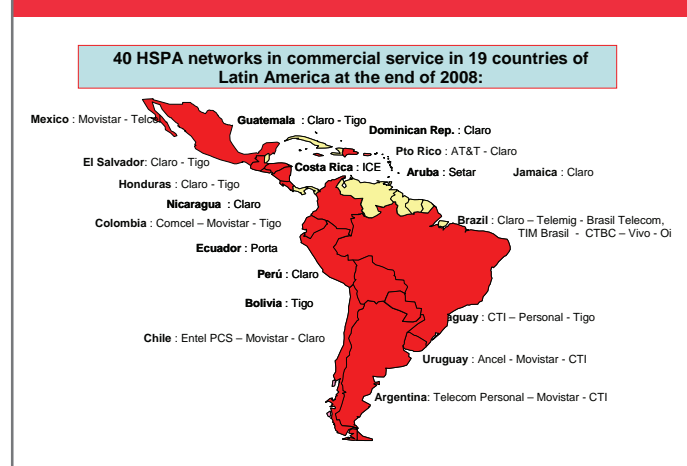 40 HSPA networks in commercial service in 19 countries of
Latin America at the end of 2008:
Mexico : Movistar - Telce
Guatemala : Claro - Tigo
Dominican Rep. : Claro
Pto Rico : AT&T - Claro
El Salvador: Claro - Tigo
Costa Rica : ICE
Aruba : Setar
Jamaica : Claro
Honduras : Claro - Tigo
Nicaragua : Claro
Colombia : Comcel – Movistar - Tigo
Brazil : Claro – Telemig - Brasil Telecom,
TIM Brasil - CTBC – Vivo - Oi
Ecuador : Porta
Perú : Claro
Bolivia : Tigo
aguay : CTI – Personal - Tigo
Chile : Entel PCS – Movistar - Claro
Uruguay : Ancel - Movistar - CTI
Argentina: Telecom Personal – Movistar - CTI